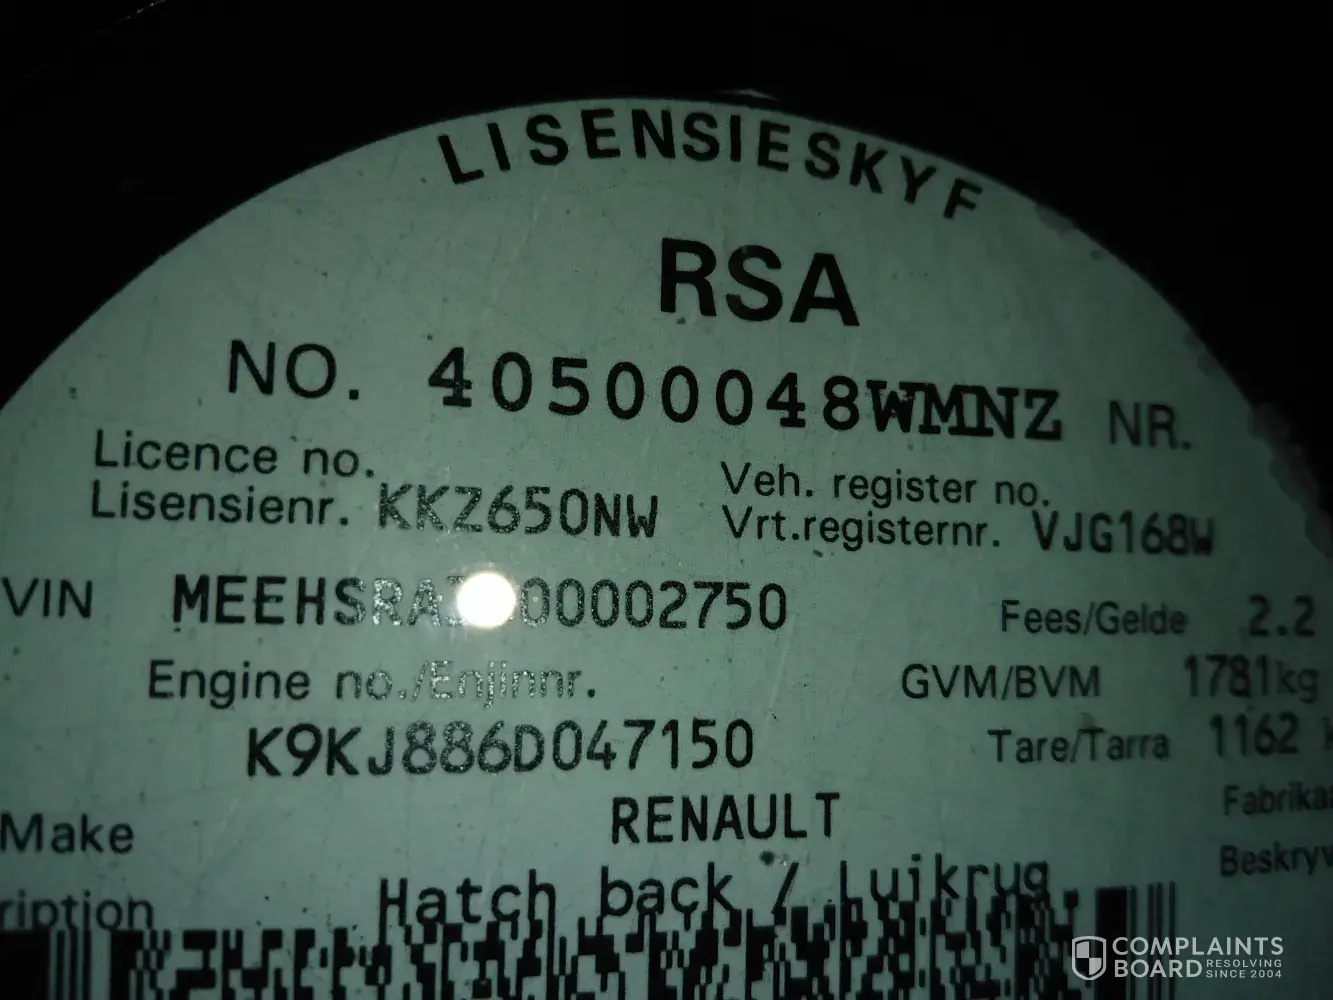 LISENSIESKYF
RSA
NO. 40500048WMNZ NR.
Licence no.
Lisensienr. KKZ650NW
Veh. register no.
Vrt.registernr. VJG168W
VIN
Fees/Gelde 2.2
Engine no./Enjinnr.
K9KJ886D047150
GVM/BVM 1781kg
Tare/Tarra 1162
Make RENAULT
Hatch back / Luikrug
COMPLAINTS
BOARD RESOLVING
SINCE 2004